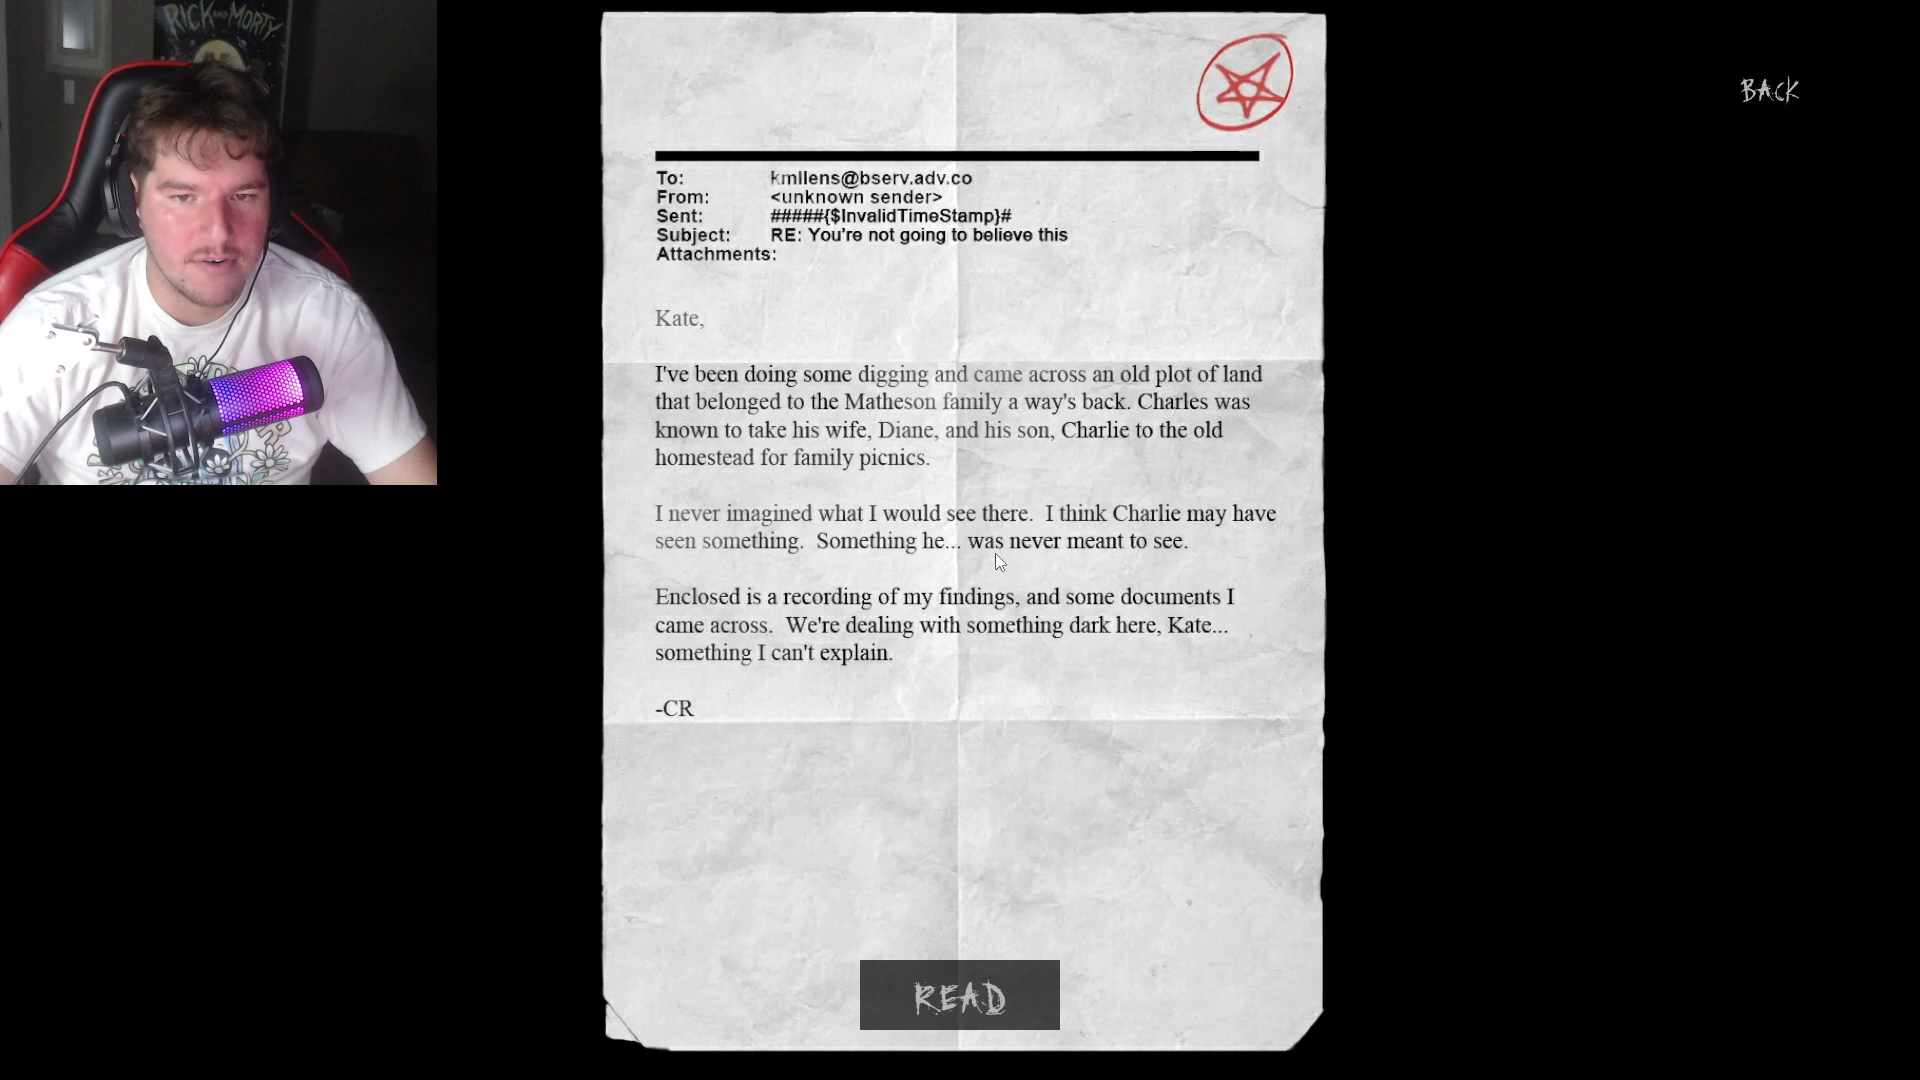 RICK AND MORTY
BACK
To: kmllens@bserv.adv.co
From: <unknown sender>
Sent: #####{$InvalidTimeStamp}#
Subject: RE: You're not going to believe this
Attachments:
Kate,
I've been doing some digging and came across an old plot of land
that belonged to the Matheson family a way's back. Charles was
known to take his wife, Diane, and his son, Charlie to the old
homestead for family picnics.
I never imagined what I would see there.  I think Charlie may have
seen something.  Something he... was never meant to see.
Enclosed is a recording of my findings, and some documents I
came across.  We're dealing with something dark here, Kate...
something I can't explain.
-CR
READ